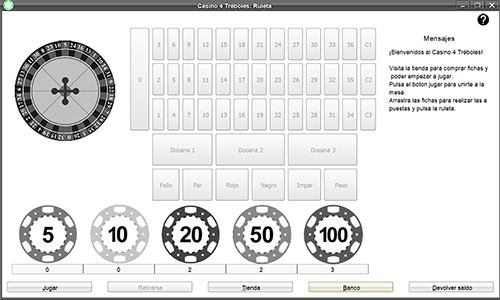 Casino 4 Tréboles: Ruleta
?
Mensajes
¡Bienvenidos al Casino 4 Tréboles!
Visita la tienda para comprar fichas y
poder empezar a jugar.
Pulsa el boton jugar para unirte a la
mesa.
Arrastra las fichas para realizar las a
puestas y pulsa la ruleta.
0
3 6 9 12 15 18 21 24 27 30 33 36 C1
2 5 8 11 14 17 20 23 26 29 32 35 C2
1 4 7 10 13 16 19 22 25 28 31 34 C3
Docena 1 Docena 2 Docena 3
Fallo Par Rojo Negro Impar Paso
5 10 20 50 100
0 0 2 2 3
Jugar Retirarse Tienda Banco Devolver saldo